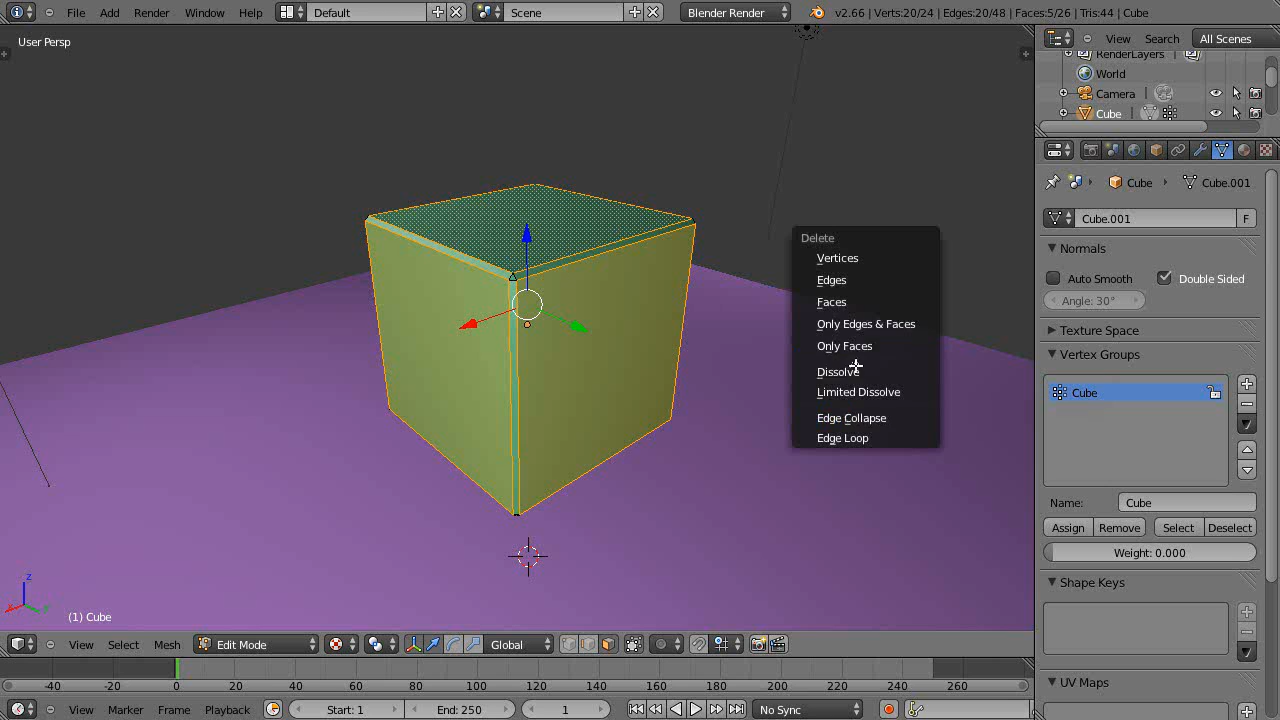 File Add Render Window Help Default Scene Blender Render v2.66 | Verts:20/24 | Edges:20/48 | Faces:5/26 | Tris:44 | Cube
User Persp
View Search All Scenes
RenderLayers
World
Camera
Cube
Cube Cube.001
Cube.001 F
Normals
Auto Smooth Double Sided
Angle: 30°
Texture Space
Vertex Groups
Cube
Name: Cube
Assign Remove Select Deselect
Weight: 0.000
Shape Keys
UV Maps
Delete
Vertices
Edges
Faces
Only Edges & Faces
Only Faces
Dissolve
Limited Dissolve
Edge Collapse
Edge Loop
z
x y
(1) Cube
View Select Mesh Edit Mode Global
-40 -20 0 20 40 60 80 100 120 140 160 180 200 220 240 260
View Marker Frame Playback Start: 1 End: 250 1 No Sync